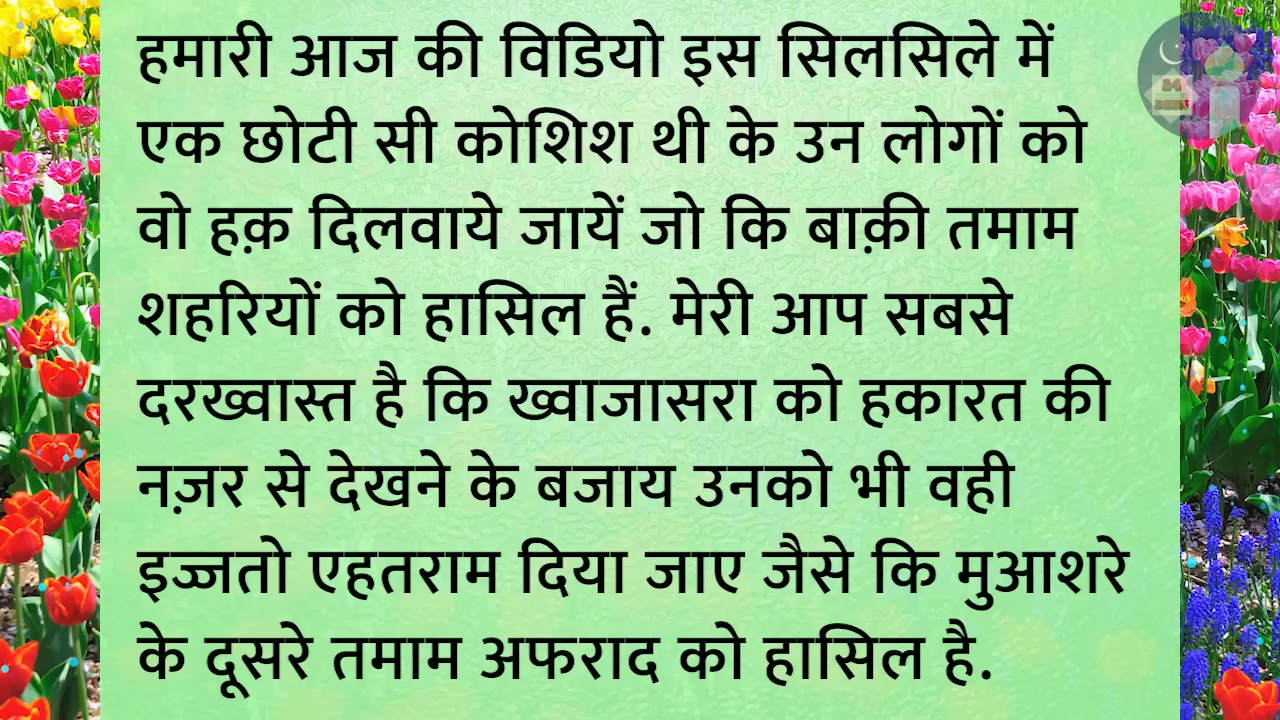 हमारी आज की विडियो इस सिलसिले में
एक छोटी सी कोशिश थी के उन लोगों को
वो हक़ दिलवाये जायें जो कि बाक़ी तमाम
शहरियों को हासिल हैं. मेरी आप सबसे
दरख्वास्त है कि ख्वाजासरा को हकारत की
नज़र से देखने के बजाय उनको भी वही
इज्जतो एहतराम दिया जाए जैसे कि मुआशरे
के दूसरे तमाम अफराद को हासिल है.